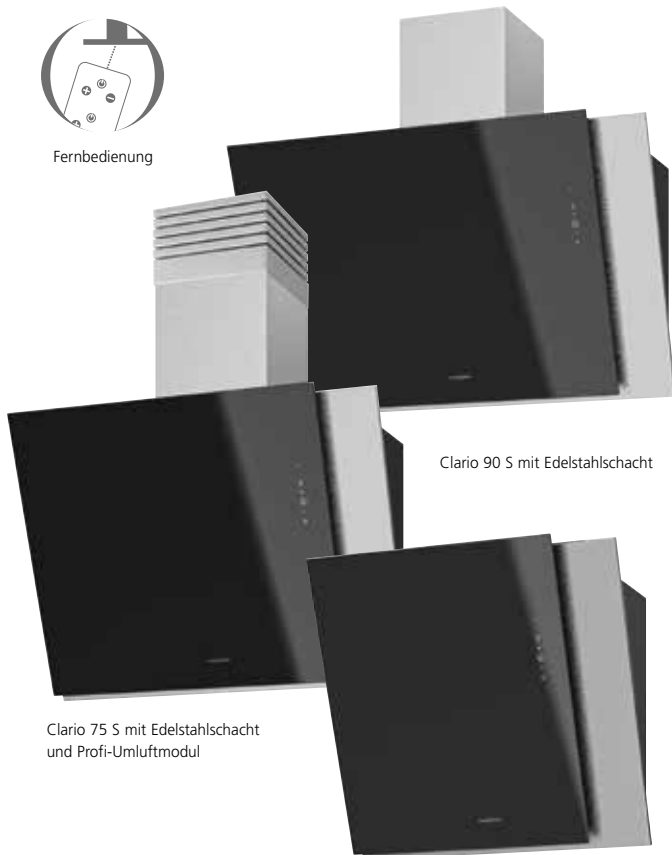 Fernbedienung
Clario 90 S mit Edelstahlschacht
Clario 75 S mit Edelstahlschacht
und Profi-Umluftmodul